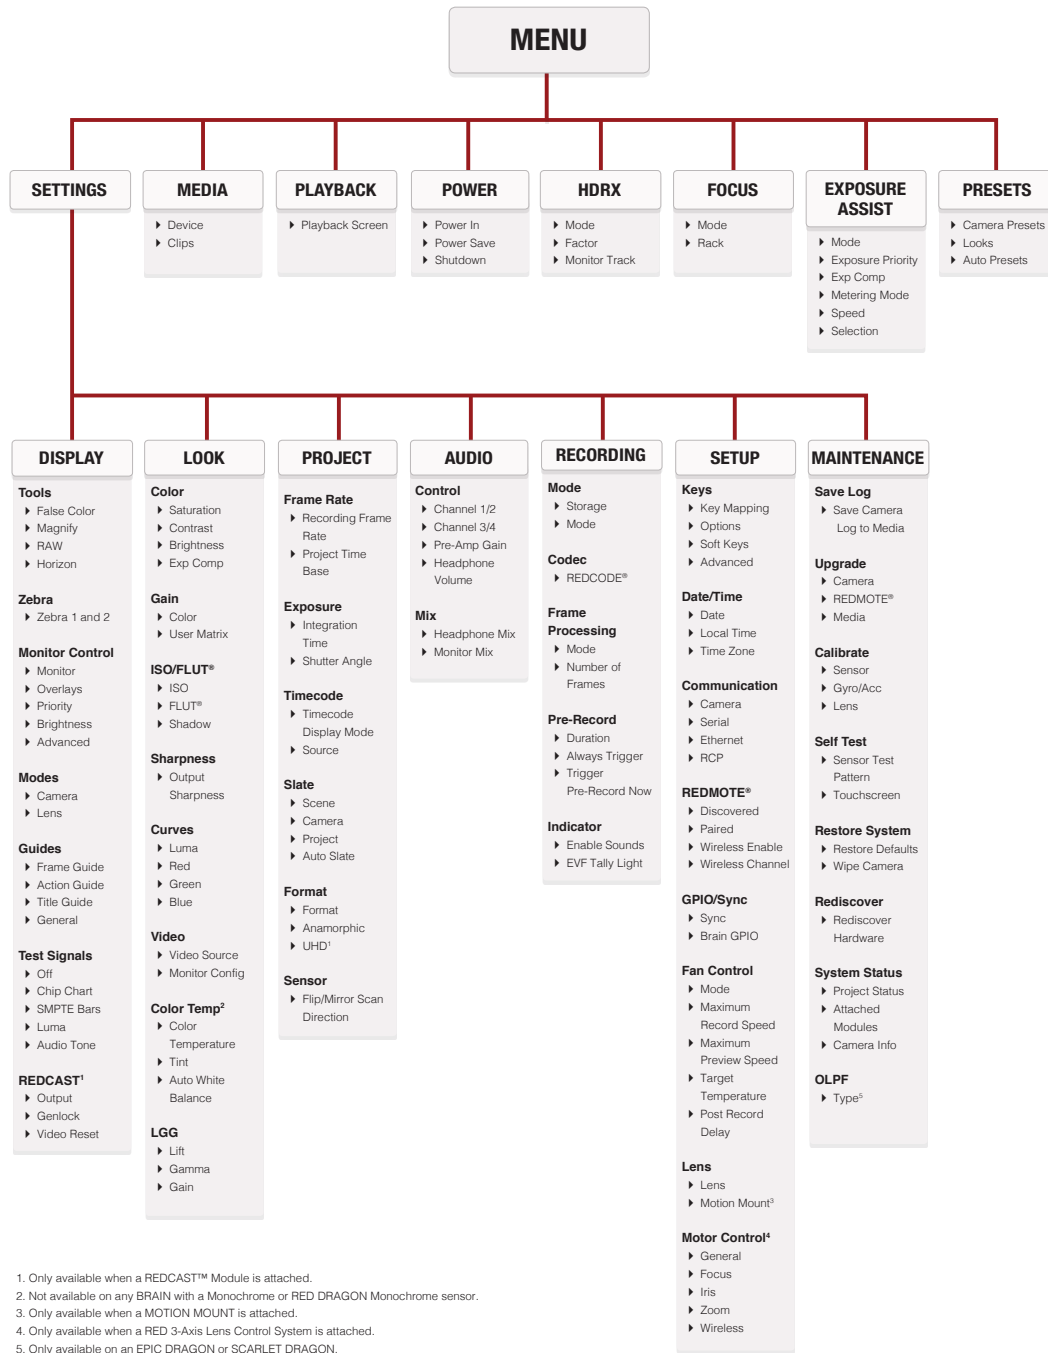 MENU
SETTINGS
MEDIA
Device
Clips
PLAYBACK
Playback Screen
POWER
Power In
Power Save
Shutdown
HDRX
Mode
Factor
Monitor Track
FOCUS
Mode
Rack
EXPOSURE
ASSIST
Mode
Exposure Priority
Exp Comp
Metering Mode
Speed
Selection
PRESETS
Camera Presets
Looks
Auto Presets
DISPLAY
Tools
False Color
Magnify
RAW
Horizon
Zebra
Zebra 1 and 2
Monitor Control
Monitor
Overlays
Priority
Brightness
Advanced
Modes
Camera
Lens
Guides
Frame Guide
Action Guide
Title Guide
General
Test Signals
Off
Chip Chart
SMPTE Bars
Luma
Audio Tone
REDCAST¹
Output
Genlock
Video Reset
LOOK
Color
Saturation
Contrast
Brightness
Exp Comp
Gain
Color
User Matrix
ISO/FLUT®
ISO
FLUT®
Shadow
Sharpness
Output
Sharpness
Curves
Luma
Red
Green
Blue
Video
Video Source
Monitor Config
Color Temp²
Color
Temperature
Tint
Auto White
Balance
LGG
Lift
Gamma
Gain
PROJECT
Frame Rate
Recording Frame
Rate
Project Time
Base
Exposure
Integration
Time
Shutter Angle
Timecode
Timecode
Display Mode
Source
Slate
Scene
Camera
Project
Auto Slate
Format
Format
Anamorphic
UHD¹
Sensor
Flip/Mirror Scan
Direction
AUDIO
Control
Channel 1/2
Channel 3/4
Pre-Amp Gain
Headphone
Volume
Mix
Headphone Mix
Monitor Mix
RECORDING
Mode
Storage
Mode
Codec
REDCODE®
Frame
Processing
Mode
Number of
Frames
Pre-Record
Duration
Always Trigger
Trigger
Pre-Record Now
Indicator
Enable Sounds
EVF Tally Light
SETUP
Keys
Key Mapping
Options
Soft Keys
Advanced
Date/Time
Date
Local Time
Time Zone
Communication
Camera
Serial
Ethernet
RCP
REDMOTE®
Discovered
Paired
Wireless Enable
Wireless Channel
GPIO/Sync
Sync
Brain GPIO
Fan Control
Mode
Maximum
Record Speed
Maximum
Preview Speed
Target
Temperature
Post Record
Delay
Lens
Lens
Motion Mount³
Motor Control⁴
General
Focus
Iris
Zoom
Wireless
MAINTENANCE
Save Log
Save Camera
Log to Media
Upgrade
Camera
REDMOTE®
Media
Calibrate
Sensor
Gyro/Acc
Lens
Self Test
Sensor Test
Pattern
Touchscreen
Restore System
Restore Defaults
Wipe Camera
Rediscover
Rediscover
Hardware
System Status
Project Status
Attached
Modules
Camera Info
OLPF
Type⁵
1. Only available when a REDCAST™ Module is attached.
2. Not available on any BRAIN with a Monochrome or RED DRAGON Monochrome sensor.
3. Only available when a MOTION MOUNT is attached.
4. Only available when a RED 3-Axis Lens Control System is attached.
5. Only available on an EPIC DRAGON or SCARLET DRAGON.